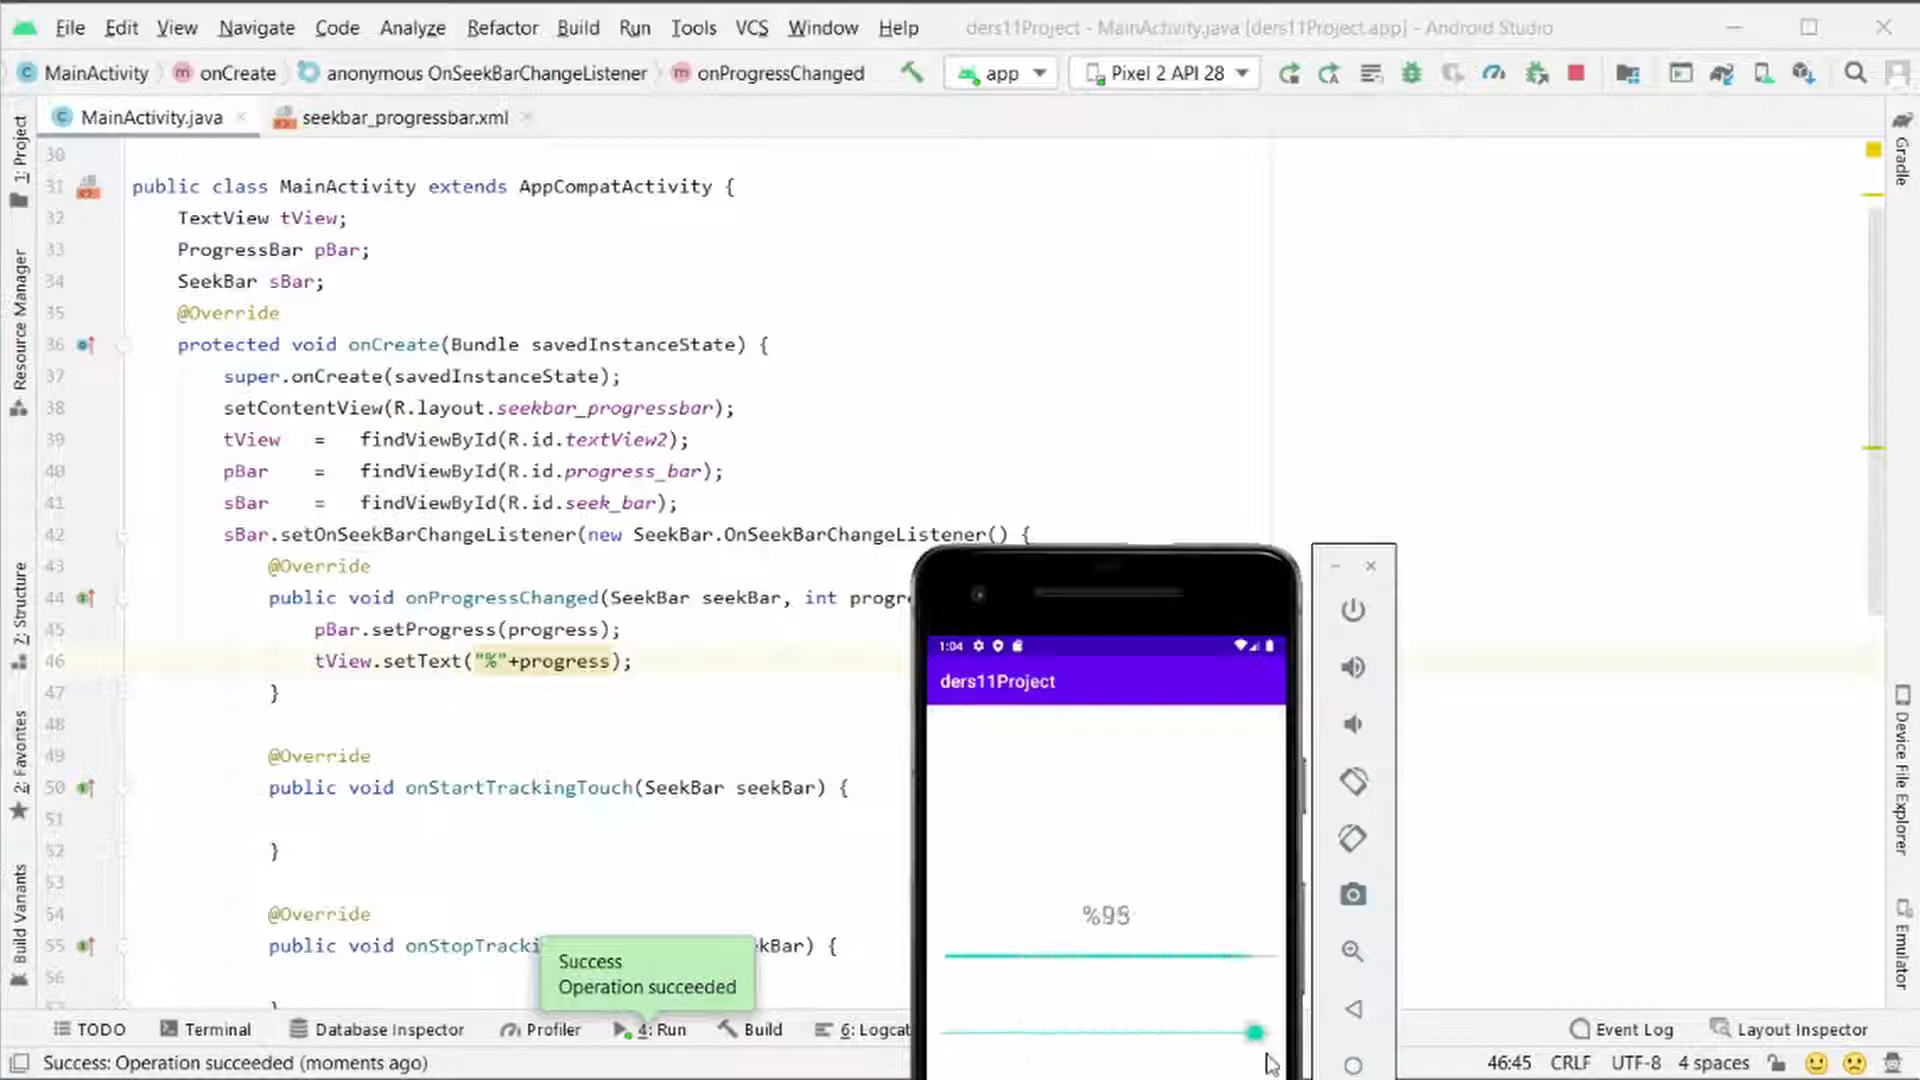 File Edit View Navigate Code Analyze Refactor Build Run Tools VCS Window Help ders11Project - MainActivity.java [ders11Project.app] - Android Studio
MainActivity onCreate anonymous OnSeekBarChangeListener onProgressChanged app Pixel 2 API 28
MainActivity.java seekbar_progressbar.xml
30
31 public class MainActivity extends AppCompatActivity {
32 TextView tView;
33 ProgressBar pBar;
34 SeekBar sBar;
35 @Override
36 protected void onCreate(Bundle savedInstanceState) {
37 super.onCreate(savedInstanceState);
38 setContentView(R.layout.seekbar_progressbar);
39 tView = findViewById(R.id.textView2);
40 pBar = findViewById(R.id.progress_bar);
41 sBar = findViewById(R.id.seek_bar);
42 sBar.setOnSeekBarChangeListener(new SeekBar.OnSeekBarChangeListener() {
43 @Override
44 public void onProgressChanged(SeekBar seekBar, int progre
45 pBar.setProgress(progress);
46 tView.setText("%"+progress);
47 }
48
49 @Override
50 public void onStartTrackingTouch(SeekBar seekBar) {
51
52 }
53
54 @Override
55 public void onStopTracki kBar) {
56
1: Project
Resource Manager
7: Structure
2: Favorites
Build Variants
Gradle
Device File Explorer
Emulator
1:04
ders11Project
%95
Success
Operation succeeded
TODO Terminal Database Inspector Profiler 4: Run Build 6: Logcat Event Log Layout Inspector
Success: Operation succeeded (moments ago) 46:45 CRLF UTF-8 4 spaces